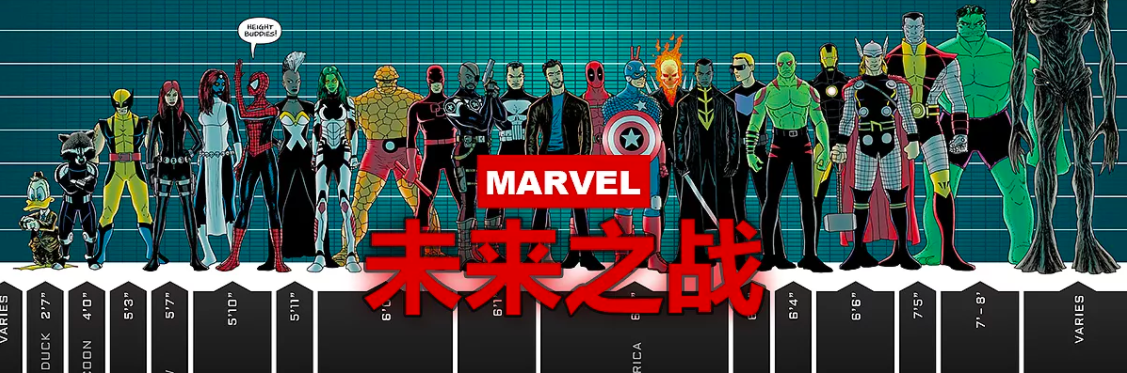 HEIGHT
BUDDIES!
MARVEL
未来之战
VARIES
DUCK 2'7"
4'0"
5'3"
5'7"
5'10"
5'11"
6'4"
6'6"
7'5"
7'-8'
VARIES